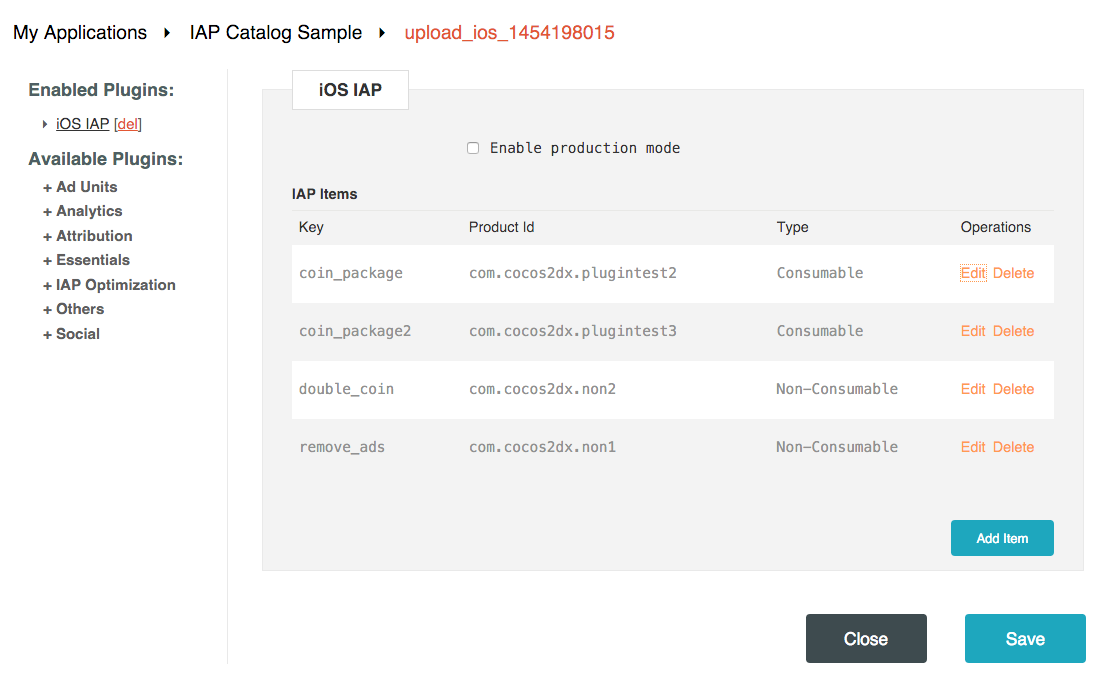 My Applications IAP Catalog Sample upload_ios_1454198015
Enabled Plugins:
iOS IAP [del]
Available Plugins:
+ Ad Units
+ Analytics
+ Attribution
+ Essentials
+ IAP Optimization
+ Others
+ Social
iOS IAP
Enable production mode
IAP Items
Key Product Id Type Operations
coin_package com.cocos2dx.plugintest2 Consumable Edit Delete
coin_package2 com.cocos2dx.plugintest3 Consumable Edit Delete
double_coin com.cocos2dx.non2 Non-Consumable Edit Delete
remove_ads com.cocos2dx.non1 Non-Consumable Edit Delete
Add Item
Close Save